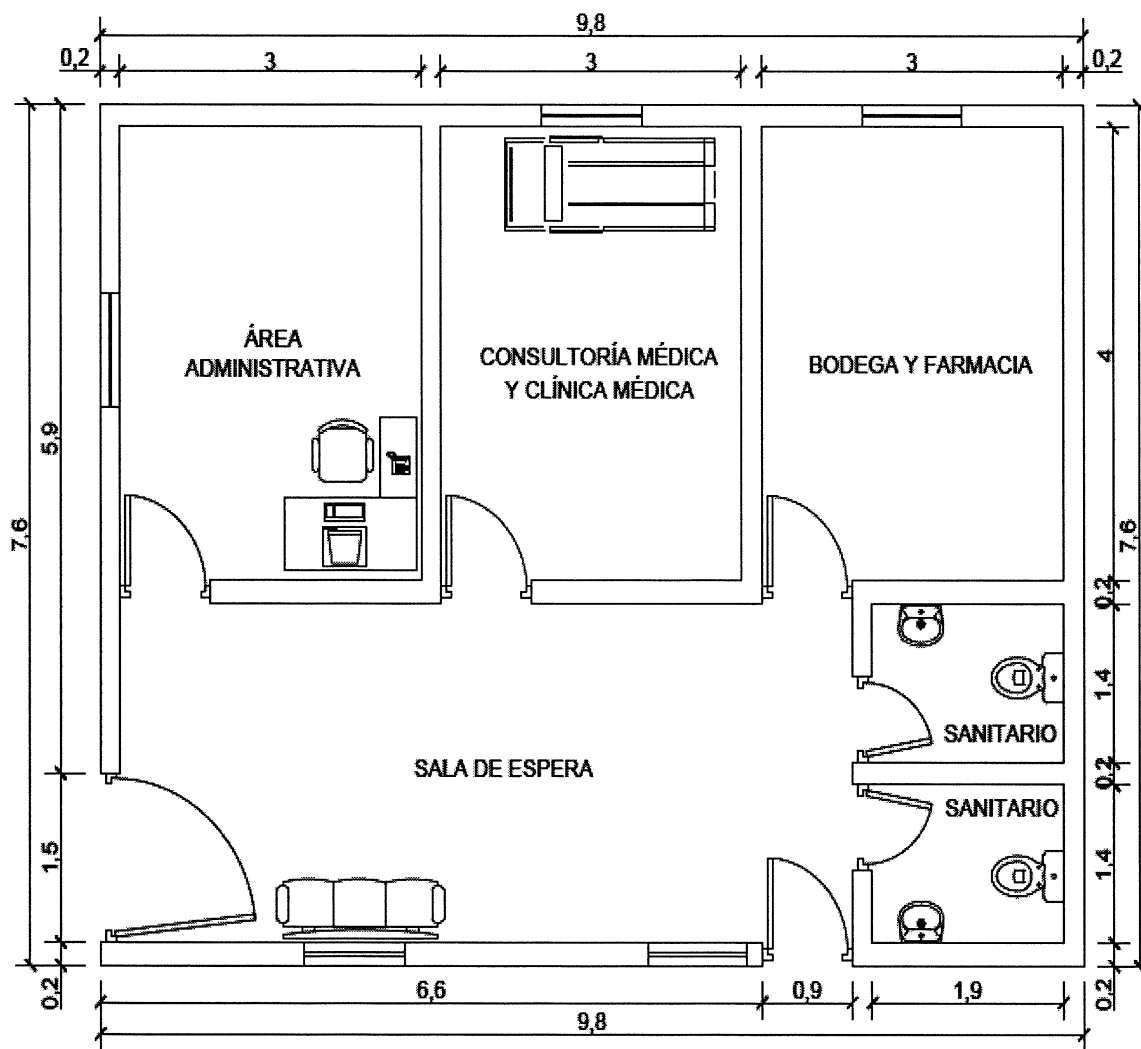 9,8
0,2
3
3
3
0,2
ÁREA
ADMINISTRATIVA
CONSULTORÍA MÉDICA
Y CLÍNICA MÉDICA
BODEGA Y FARMACIA
4
5,9
7,6
7,6
0,2
1,4
SANITARIO
SALA DE ESPERA
0,2
SANITARIO
1,5
1,4
0,2
0,2
6,6
0,9
1,9
9,8